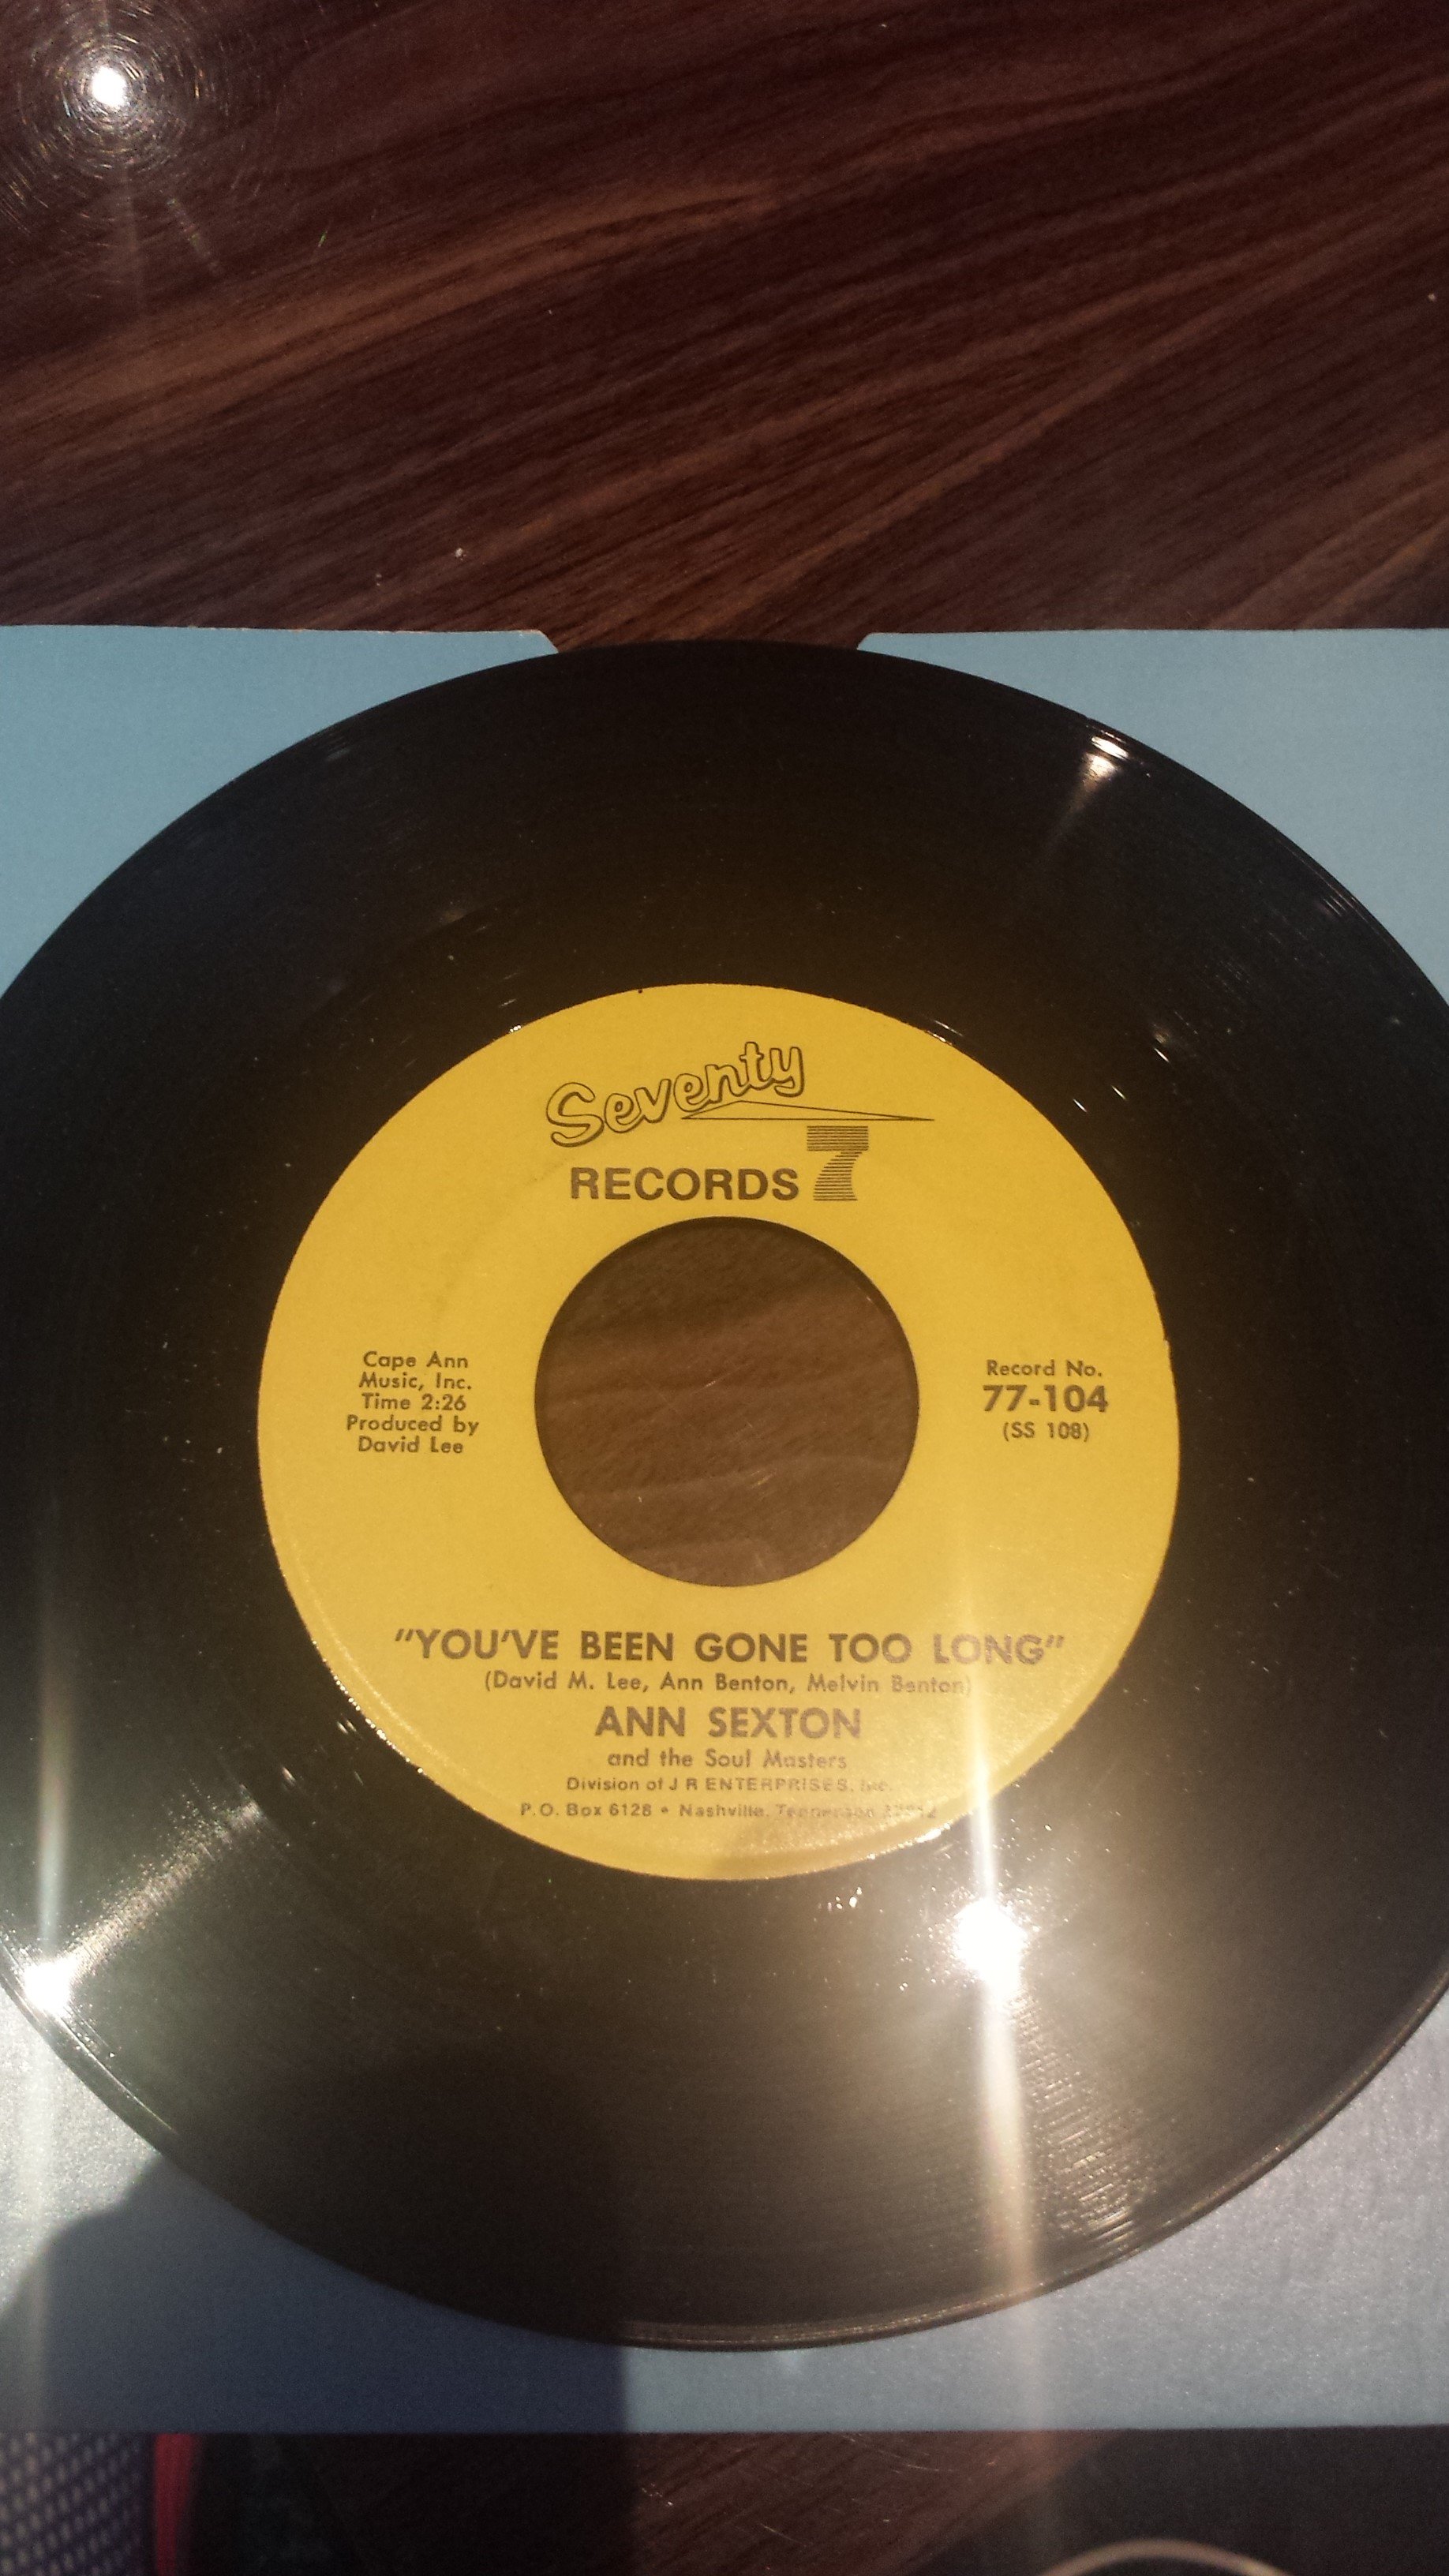 Seventy
RECORDS 7
Cape Ann
Music, Inc.
Time 2:26
Produced by
David Lee
Record No.
77-104
(SS 108)
"YOU'VE BEEN GONE TOO LONG"
(David M. Lee, Ann Benton, Melvin Benton)
ANN SEXTON
and the Soul Masters
Division of J R ENTERPRISES, Inc.
P.O. Box 6128 • Nashville, Tennessee